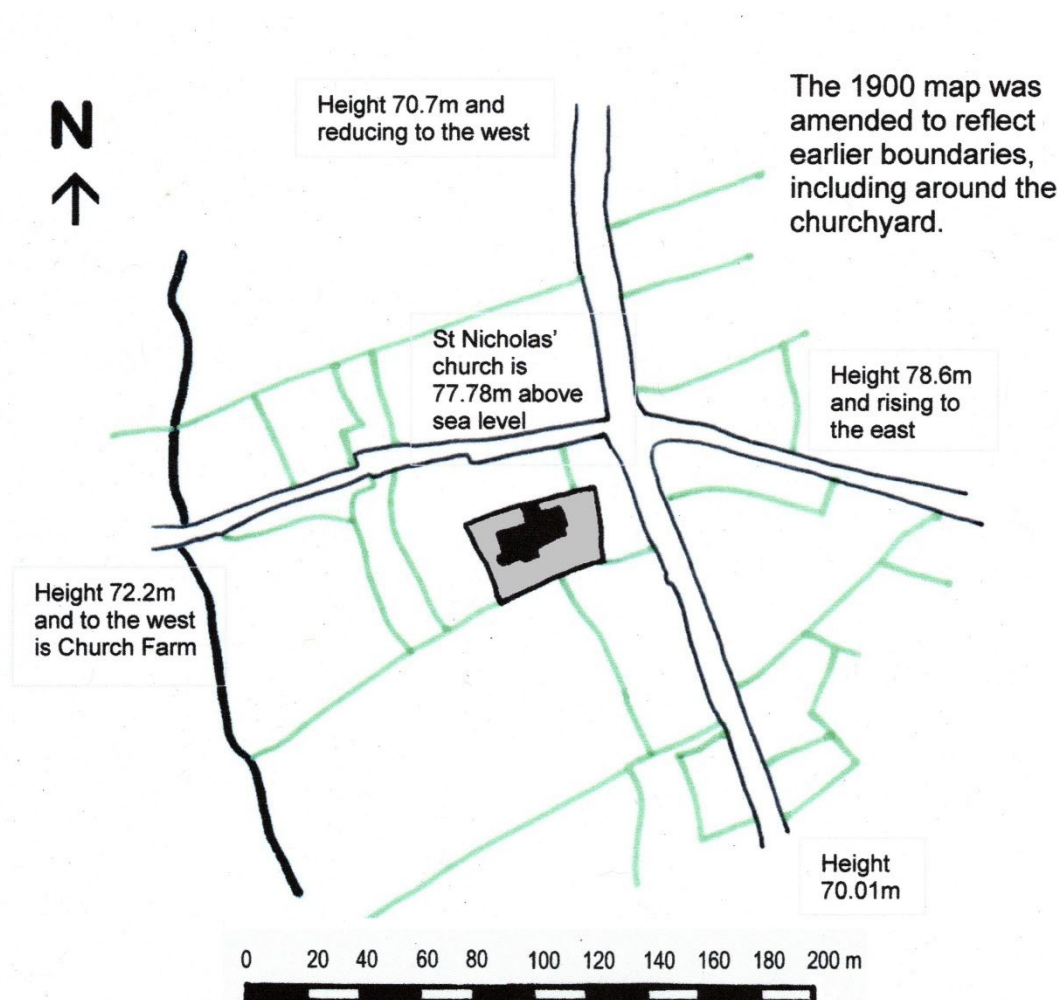 N
Height 70.7m and
reducing to the west
The 1900 map was
amended to reflect
earlier boundaries,
including around the
churchyard.
St Nicholas'
church is
77.78m above
sea level
Height 78.6m
and rising to
the east
Height 72.2m
and to the west
is Church Farm
Height
70.01m
0 20 40 60 80 100 120 140 160 180 200 m